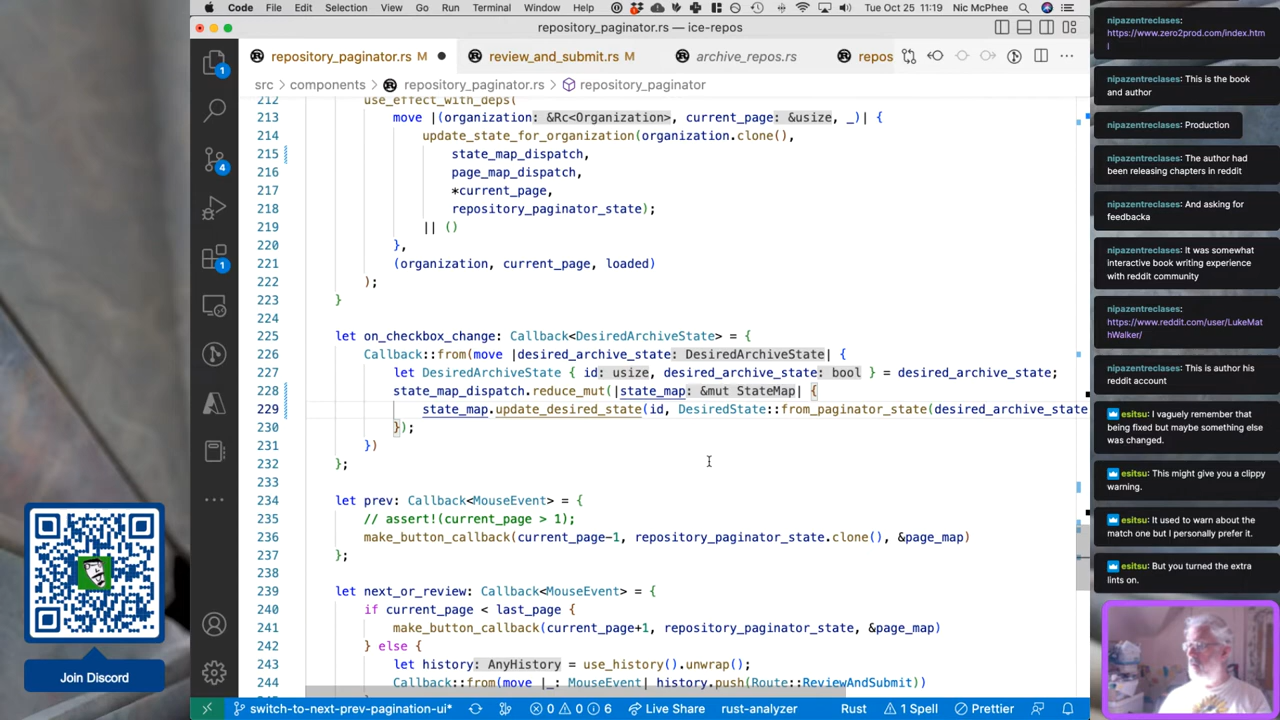 Code File Edit Selection View Go Run Terminal Window Help Tue Oct 25 11:19 Nic McPhee
repository_paginator.rs — ice-repos
repository_paginator.rs M review_and_submit.rs M archive_repos.rs repos
src components repository_paginator.rs repository_paginator
212 use_effect_with_deps(
213 move |(organization: &Rc<Organization>, current_page: &usize, _)| {
214 update_state_for_organization(organization.clone(),
215 state_map_dispatch,
216 page_map_dispatch,
217 *current_page,
218 repository_paginator_state);
219 || ()
220 },
221 (organization, current_page, loaded)
222 );
223 }
224
225 let on_checkbox_change: Callback<DesiredArchiveState> = {
226 Callback::from(move |desired_archive_state: DesiredArchiveState| {
227 let DesiredArchiveState { id: usize, desired_archive_state: bool } = desired_archive_state;
228 state_map_dispatch.reduce_mut(|state_map: &mut StateMap| {
229 state_map.update_desired_state(id, DesiredState::from_paginator_state(desired_archive_state
230 });
231 })
232 };
233
234 let prev: Callback<MouseEvent> = {
235 // assert!(current_page > 1);
236 make_button_callback(current_page-1, repository_paginator_state.clone(), &page_map)
237 };
238
239 let next_or_review: Callback<MouseEvent> = {
240 if current_page < last_page {
241 make_button_callback(current_page+1, repository_paginator_state, &page_map)
242 } else {
243 let history: AnyHistory = use_history().unwrap();
244 Callback::from(move |_: MouseEvent| history.push(Route::ReviewAndSubmit))
1
4
1
switch-to-next-prev-pagination-ui* 0 0 6 Live Share rust-analyzer Rust 1 Spell Prettier
Join Discord
nipazentreclases:
https://www.zero2prod.com/index.htm
l
nipazentreclases: This is the book
and author
nipazentreclases: Production
nipazentreclases: The author had
been releasing chapters in reddit
nipazentreclases: And asking for
feedbacka
nipazentreclases: It was somewhat
interactive book writing experience
with reddit community
nipazentreclases:
https://www.reddit.com/user/LukeMat
hWalker/
nipazentreclases: This is author his
reddit account
esitsu: I vaguely remember that
being fixed but maybe something else
was changed.
esitsu: This might give you a clippy
warning.
esitsu: It used to warn about the
match one but I personally prefer it.
esitsu: But you turned the extra
lints on.